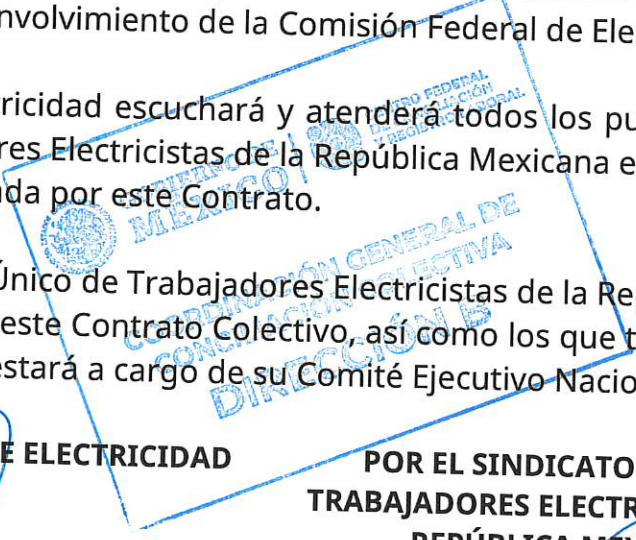 nvolvimiento de la Comisión Federal de Ele
tricidad escuchará y atenderá todos los pu
res Electricistas de la República Mexicana e
da por este Contrato.
GOBIERNO DE MÉXICO
CENTRO FEDERAL
DE CONCILIACIÓN
Y REGISTRO LABORAL
Único de Trabajadores Electricistas de la Re
este Contrato Colectivo, así como los que t
estará a cargo de su Comité Ejecutivo Nacio
COORDINACIÓN GENERAL DE
CONCILIACIÓN COLECTIVA
DIRECCIÓN B
E ELECTRICIDAD
POR EL SINDICATO
TRABAJADORES ELECTR
REPÚBLICA MEX